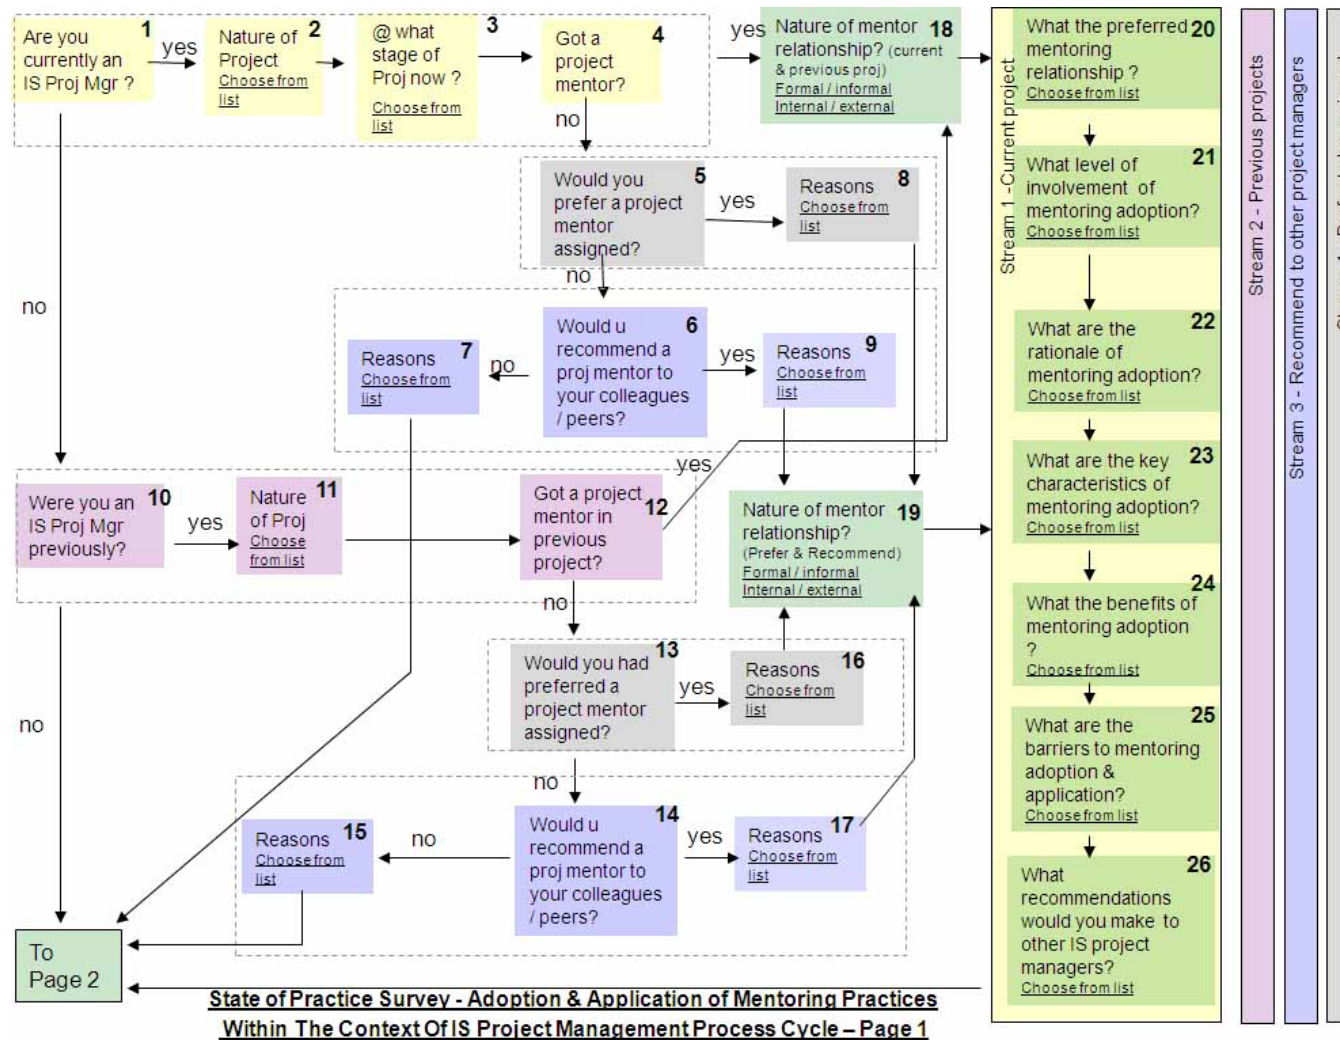 Are you 1
currently an
IS Proj Mgr ?
yes
Nature of 2
Project
Choose from
list
@ what 3
stage of
Proj now ?
Choose from
list
Got a 4
project
mentor?
yes
Nature of mentor 18
relationship? (current
& previous proj)
Formal / informal
Internal / external
no
Would you 5
prefer a project
mentor
assigned?
yes
Reasons 8
Choose from
list
no
no
Would u 6
recommend a
proj mentor to
your colleagues
/ peers?
no
Reasons 7
Choose from
list
yes
Reasons 9
Choose from
list
Were you an 10
IS Proj Mgr
previously?
yes
Nature 11
of Proj
Choose
from list
Got a project
mentor in 12
previous
project?
yes
Nature of mentor
relationship? 19
(Prefer & Recommend)
Formal / informal
Internal / external
no
Would you had 13
preferred a
project mentor
assigned?
yes
Reasons 16
Choose from
list
no
no
Would u 14
recommend a
proj mentor to
your colleagues
/ peers?
no
Reasons 15
Choose from
list
yes
Reasons 17
Choose from
list
To
Page 2
State of Practice Survey - Adoption & Application of Mentoring Practices
Within The Context Of IS Project Management Process Cycle – Page 1
Stream 1 -Current project
What the preferred 20
mentoring
relationship ?
Choose from list
What level of 21
involvement of
mentoring adoption?
Choose from list
What are the 22
rationale of
mentoring adoption?
Choose from list
What are the key 23
characteristics of
mentoring adoption?
Choose from list
What the benefits of 24
mentoring adoption
?
Choose from list
What are the 25
barriers to mentoring
adoption &
application?
Choose from list
What 26
recommendations
would you make to
other IS project
managers?
Choose from list
Stream 2 - Previous projects
Stream 3 - Recommend to other project managers